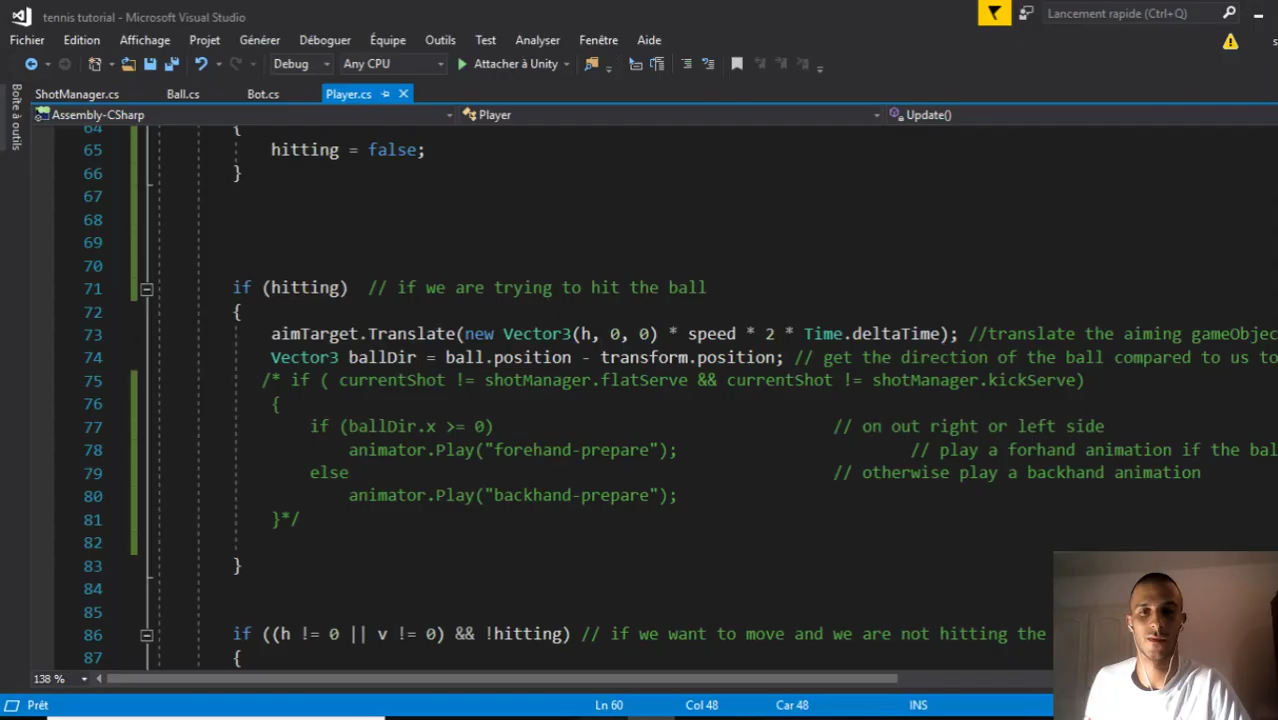 tennis tutorial - Microsoft Visual Studio
Lancement rapide (Ctrl+Q)
Fichier Edition Affichage Projet Générer Déboguer Équipe Outils Test Analyser Fenêtre Aide
Debug Any CPU Attacher à Unity
ShotManager.cs Ball.cs Bot.cs Player.cs
Boîte à outils
Assembly-CSharp Player Update()
64 {
65 hitting = false;
66 }
67
68
69
70
71 if (hitting) // if we are trying to hit the ball
72 {
73 aimTarget.Translate(new Vector3(h, 0, 0) * speed * 2 * Time.deltaTime); //translate the aiming gameObjec
74 Vector3 ballDir = ball.position - transform.position; // get the direction of the ball compared to us to
75 /* if ( currentShot != shotManager.flatServe && currentShot != shotManager.kickServe)
76 {
77 if (ballDir.x >= 0) // on out right or left side
78 animator.Play("forehand-prepare"); // play a forhand animation if the bal
79 else // otherwise play a backhand animation
80 animator.Play("backhand-prepare");
81 }*/
82
83 }
84
85
86 if ((h != 0 || v != 0) && !hitting) // if we want to move and we are not hitting the
87 {
138 %
Prêt Ln 60 Col 48 Car 48 INS